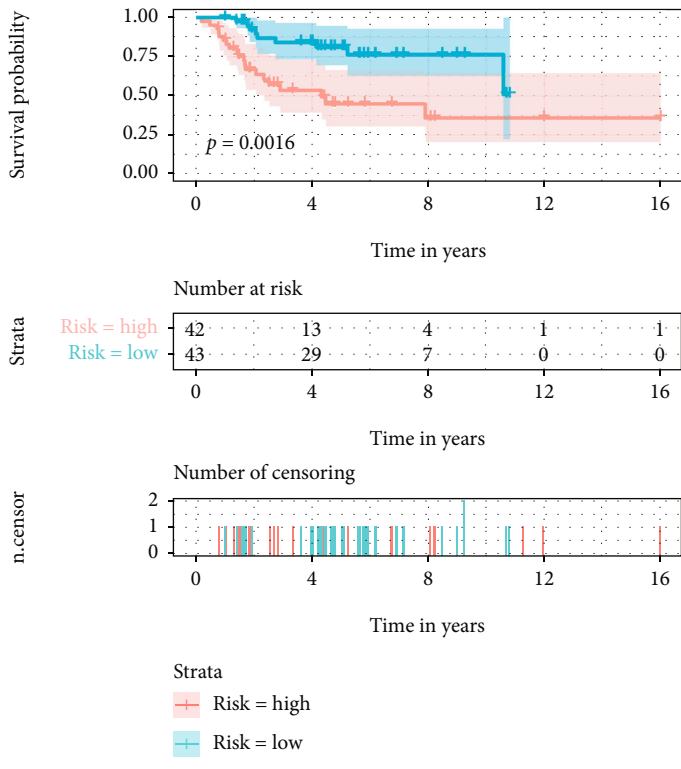 Survival probability
1.00
0.75
0.50
0.25
0.00
p = 0.0016
0 4 8 12 16
Time in years
Number at risk
Strata
Risk = high 42 13 4 1 1
Risk = low 43 29 7 0 0
0 4 8 12 16
Time in years
Number of censoring
n.censor
2
1
0
0 4 8 12 16
Time in years
Strata
Risk = high
Risk = low